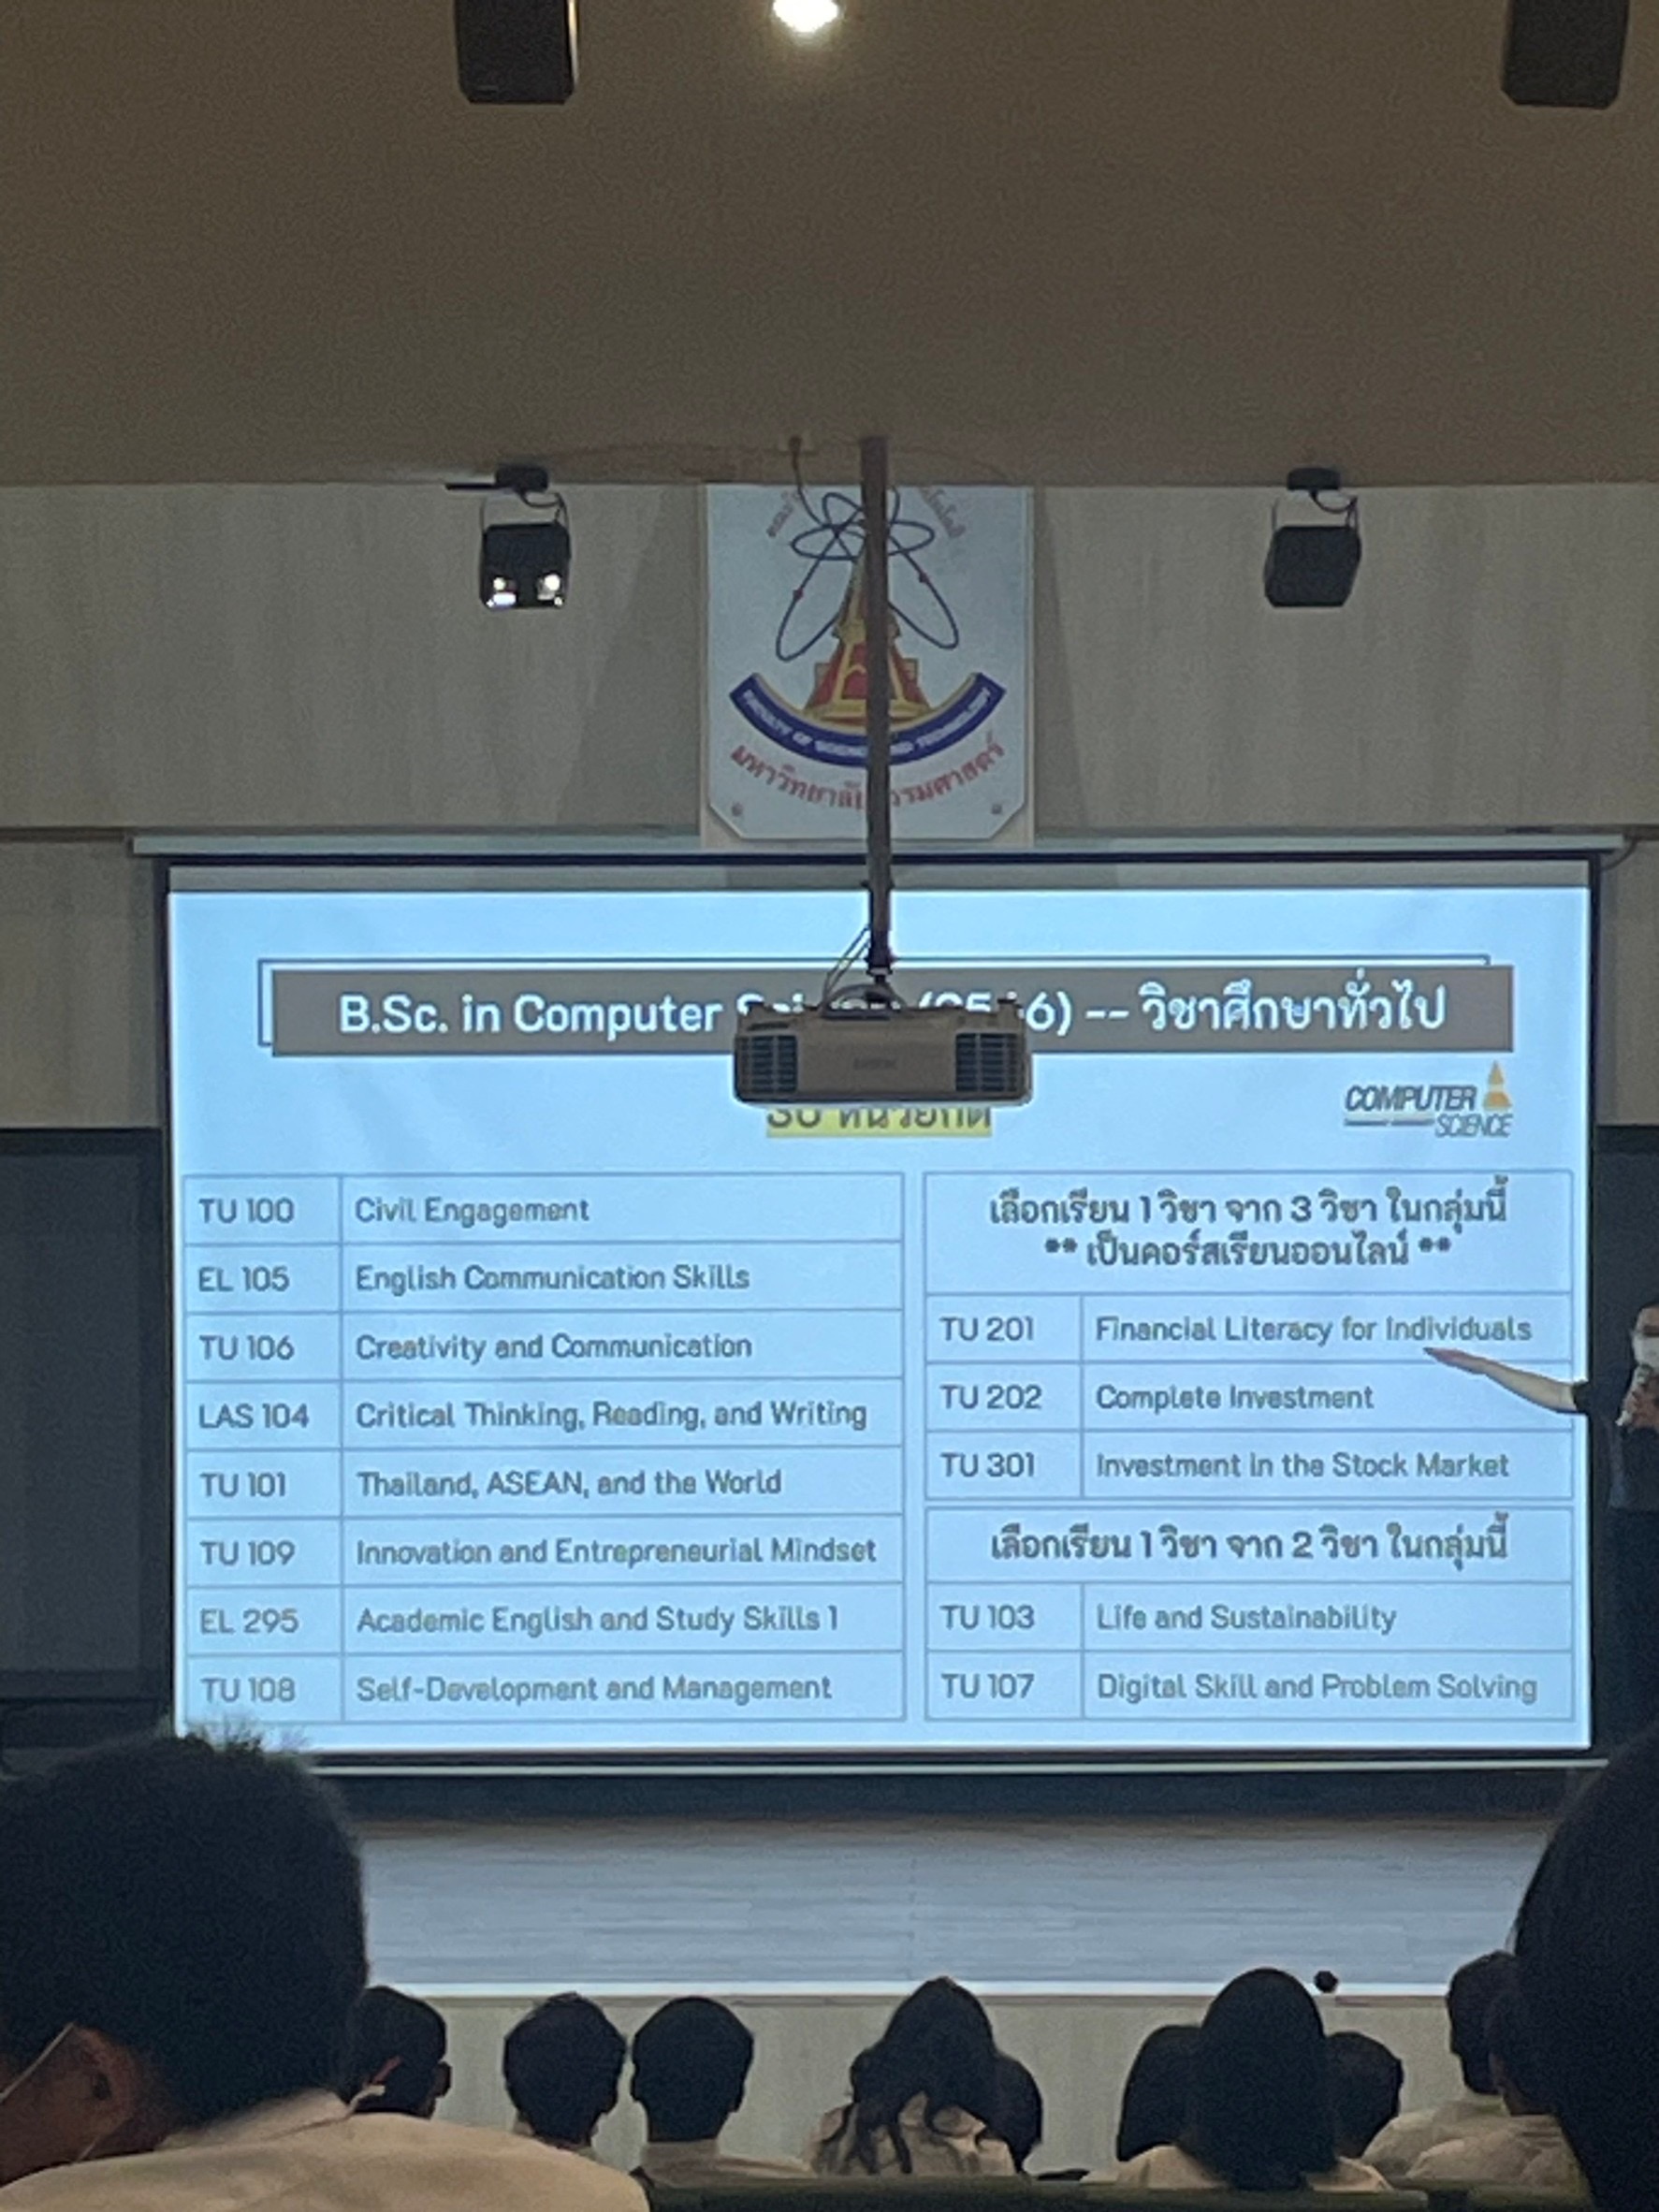 FACULTY OF SCIENCE AND TECHNOLOGY
มหาวิทยาลัยธรรมศาสตร์
B.Sc. in Computer 6) -- วิชาศึกษาทั่วไป
30 หน่วยกิต
COMPUTER
SCIENCE
TU 100 Civil Engagement
EL 105 English Communication Skills
TU 106 Creativity and Communication
LAS 104 Critical Thinking, Reading, and Writing
TU 101 Thailand, ASEAN, and the World
TU 109 Innovation and Entrepreneurial Mindset
EL 295 Academic English and Study Skills 1
TU 108 Self-Development and Management
เลือกเรียน 1 วิชา จาก 3 วิชา ในกลุ่มนี้
** เป็นคอร์สเรียนออนไลน์ **
TU 201 Financial Literacy for Individuals
TU 202 Complete Investment
TU 301 Investment in the Stock Market
เลือกเรียน 1 วิชา จาก 2 วิชา ในกลุ่มนี้
TU 103 Life and Sustainability
TU 107 Digital Skill and Problem Solving